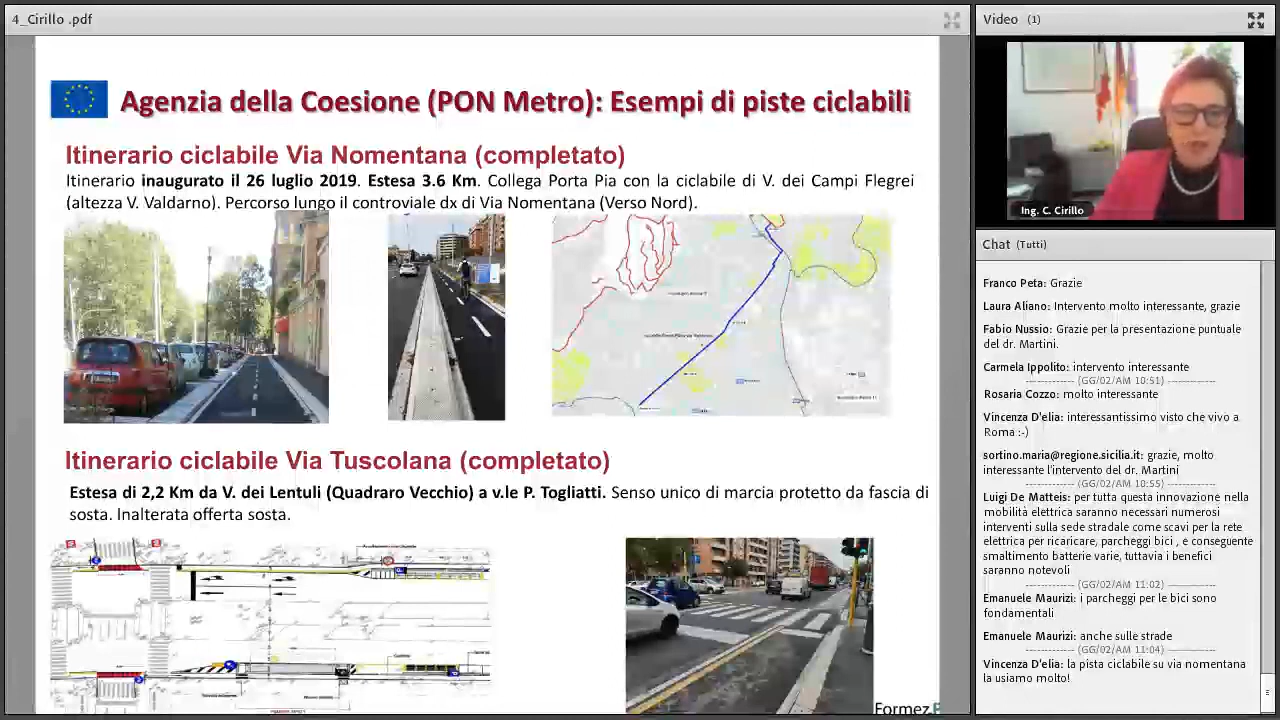 4_Cirillo .pdf
Agenzia della Coesione (PON Metro): Esempi di piste ciclabili
Itinerario ciclabile Via Nomentana (completato)
Itinerario inaugurato il 26 luglio 2019. Estesa 3.6 Km. Collega Porta Pia con la ciclabile di V. dei Campi Flegrei
(altezza V. Valdarno). Percorso lungo il controviale dx di Via Nomentana (Verso Nord).
Itinerario ciclabile Via Tuscolana (completato)
Estesa di 2,2 Km da V. dei Lentuli (Quadraro Vecchio) a v.le P. Togliatti. Senso unico di marcia protetto da fascia di
sosta. Inalterata offerta sosta.
Formez
Video (1)
Ing. C. Cirillo
Chat (Tutti)
Franco Peta: Grazie
Laura Aliano: Intervento molto interessante, grazie
Fabio Nussio: Grazie per la presentazione puntuale
del dr. Martini.
Carmela Ippolito: intervento interessante
------------ (GG/02/AM 10:51) ------------
Rosaria Cozzo: molto interessante
Vincenza D'elia: interessantissimo visto che vivo a
Roma :-)
sortino.maria@regione.sicilia.it: grazie, molto
interessante l'intervento del dr. Martini
------------ (GG/02/AM 10:55) ------------
Luigi De Matteis: per tutta questa innovazione nella
mobilità elettrica saranno necessari numerosi
interventi sulla sede stradale come scavi per la rete
elettrica per ricariche, parcheggi bici , e conseguente
smaltimento batterie auto, tuttavia i benefici
saranno notevoli
------------ (GG/02/AM 11:02) ------------
Emanuele Maurizi: i parcheggi per le bici sono
fondamentali
Emanuele Maurizi: anche sulle strade
------------ (GG/02/AM 11:04) ------------
Vincenza D'elia: la pista ciclabile sulla nomentana
la usiamo molto!